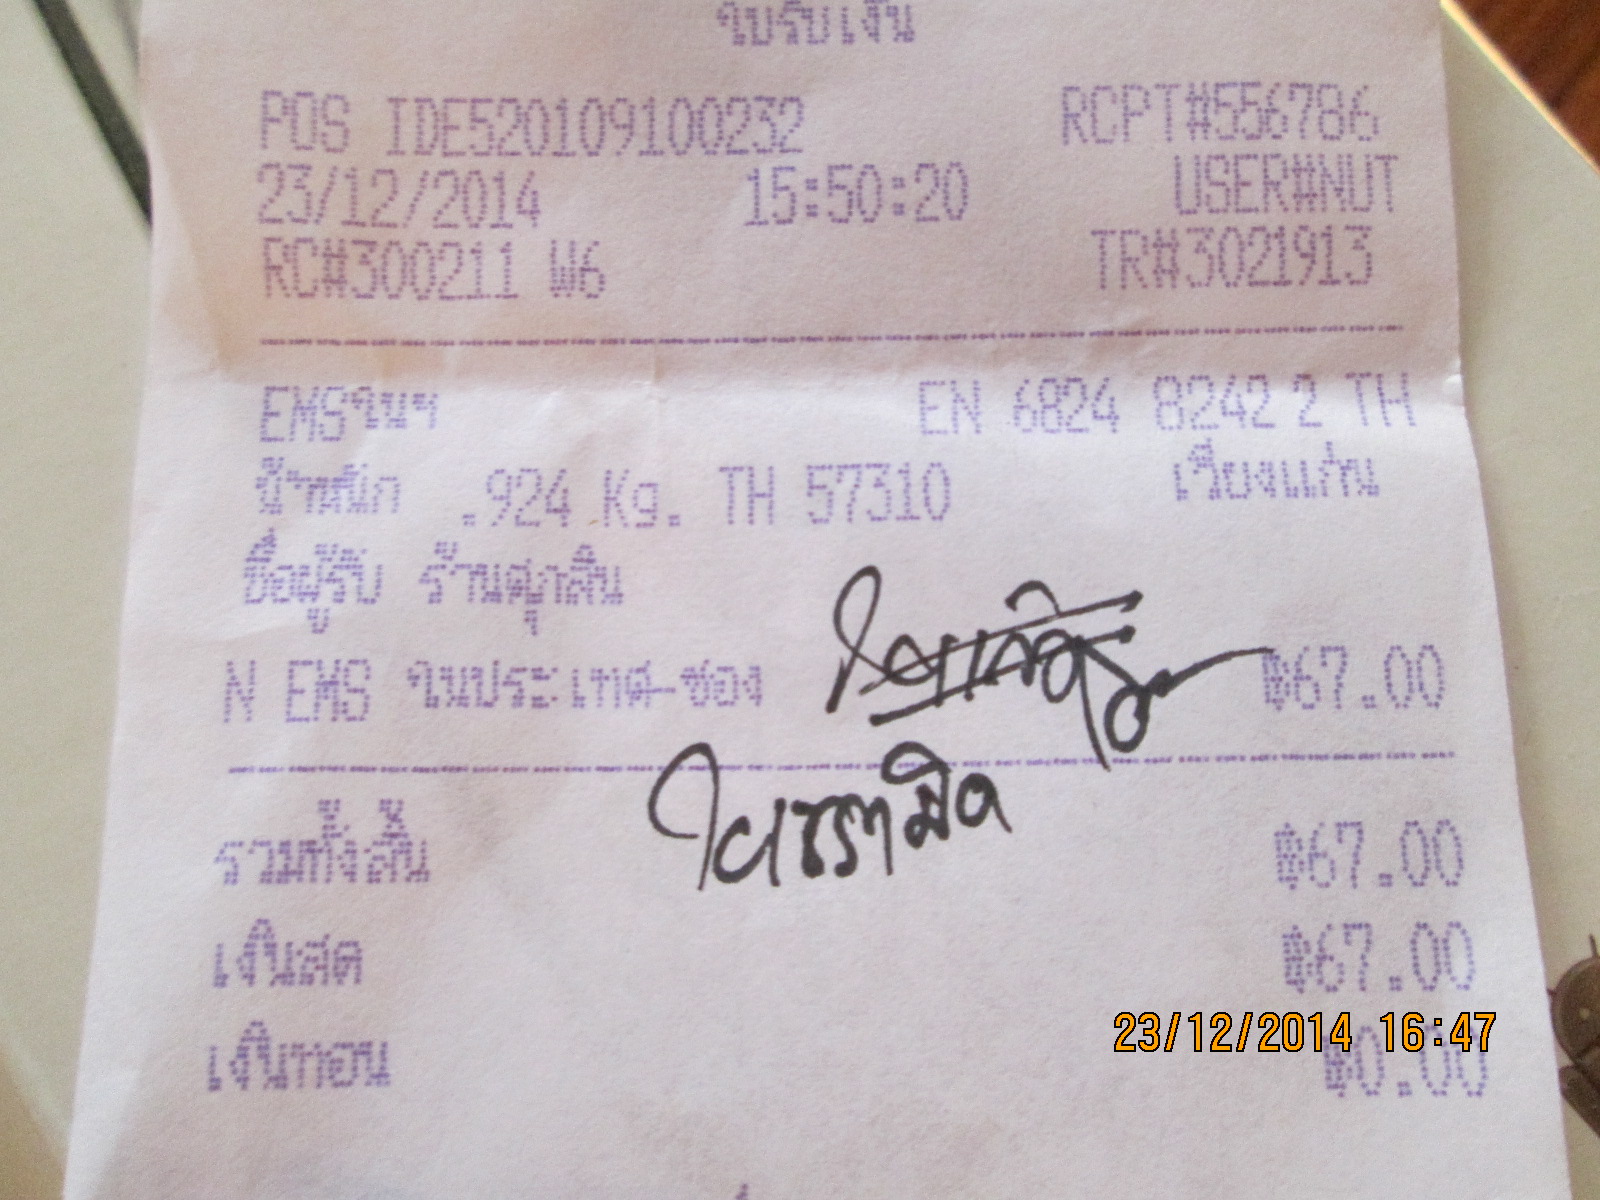 ใบรับเงิน
POS IDE520109100232 RCPT#556786
23/12/2014 15:50:20 USER#NUT
RC#300211 W6 TR#3021913
EMSในฯ EN 6824 8242 2 TH
น้ำหนัก .924 Kg. TH 57310 เวียงแก่น
ชื่อผู้รับ ร้านสุราสิน
N EMS ในประเทศ-ซอง ฿67.00
รวมทั้งสิ้น ฿67.00
เงินสด ฿67.00
23/12/2014 16:47
เงินทอน ฿0.00